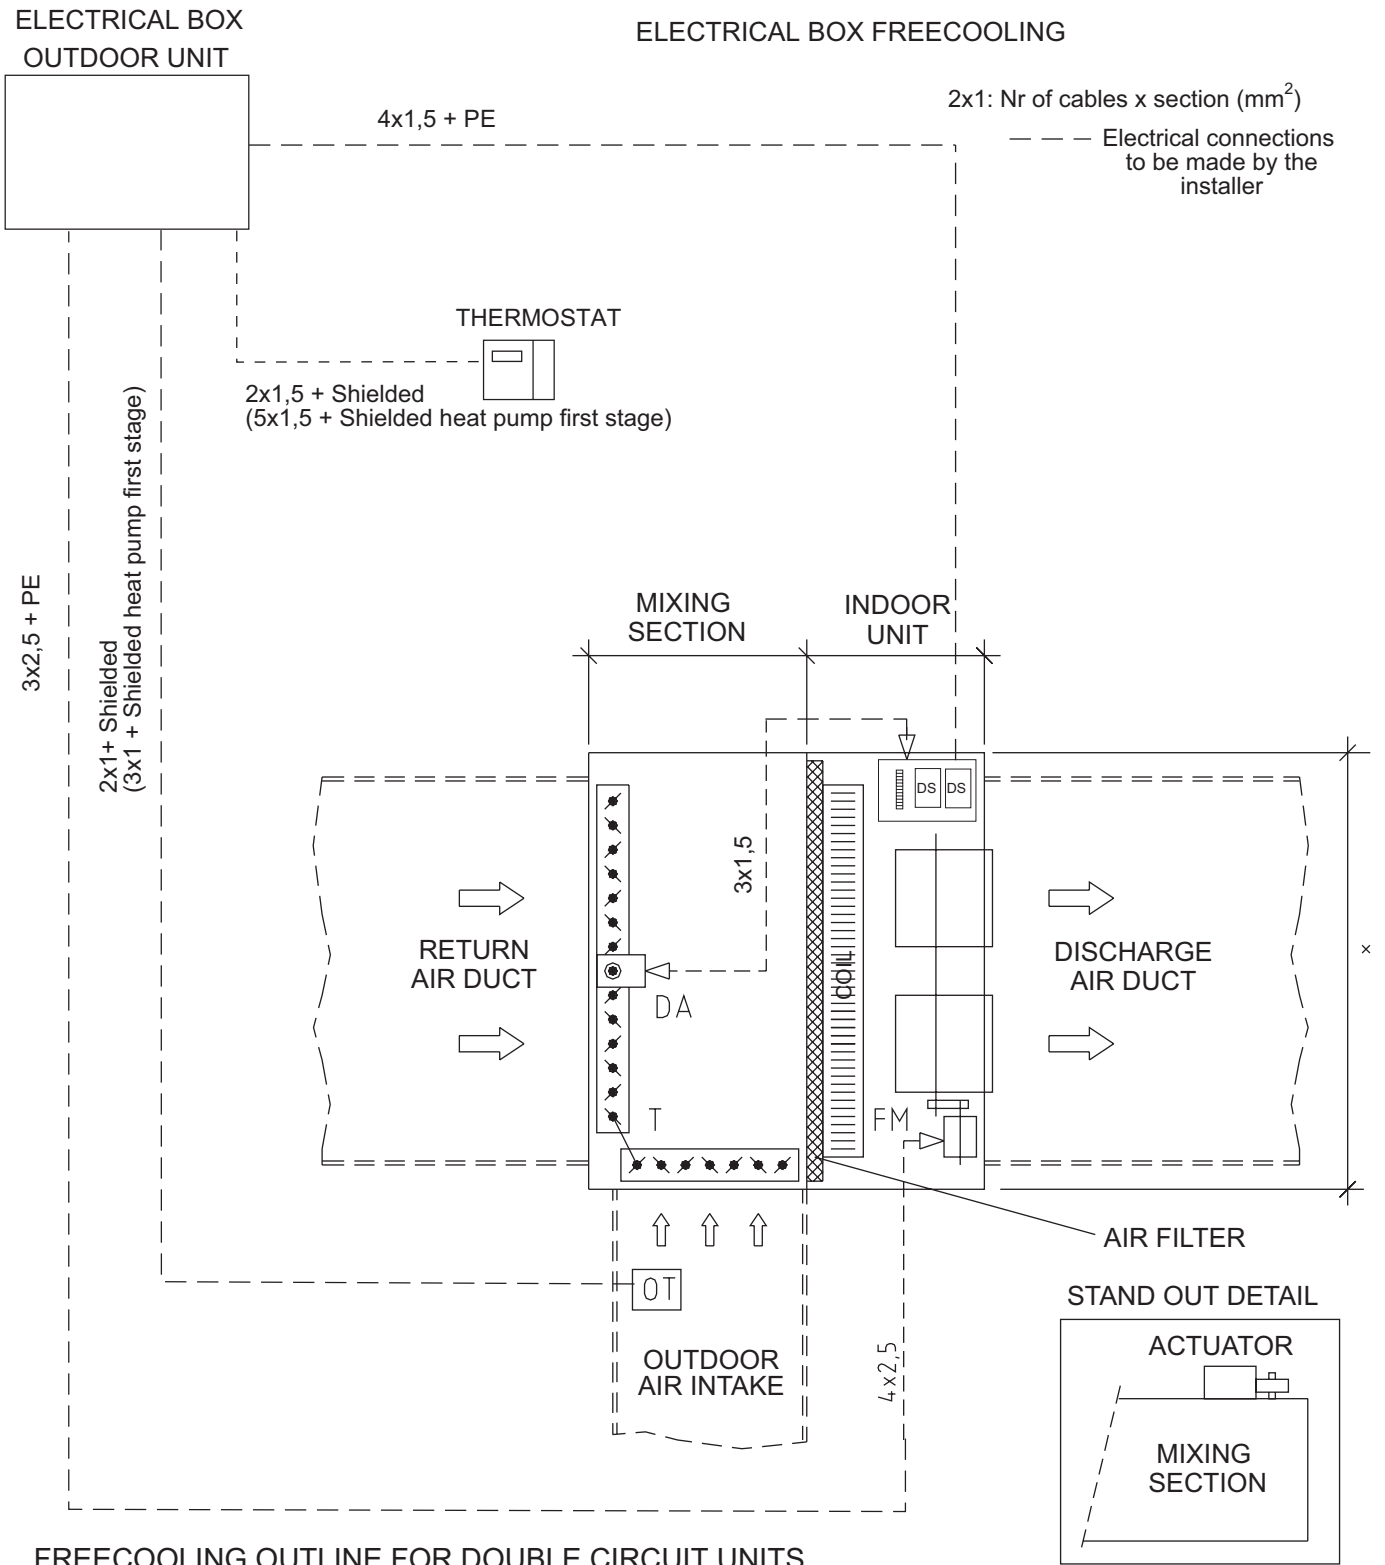 ELECTRICAL BOX
OUTDOOR UNIT
ELECTRICAL BOX FREECOOLING
2x1: Nr of cables x section (mm²)
Electrical connections
to be made by the
installer
4x1,5 + PE
THERMOSTAT
2x1,5 + Shielded
(5x1,5 + Shielded heat pump first stage)
3x2,5 + PE
2x1+ Shielded
(3x1 + Shielded heat pump first stage)
MIXING
SECTION
INDOOR
UNIT
DS DS
3x1,5
COIL
RETURN
AIR DUCT
DISCHARGE
AIR DUCT
x
DA
T
FM
AIR FILTER
OT
OUTDOOR
AIR INTAKE
4x2,5
STAND OUT DETAIL
ACTUATOR
MIXING
SECTION
FREECOOLING OUTLINE FOR DOUBLE CIRCUIT UNITS